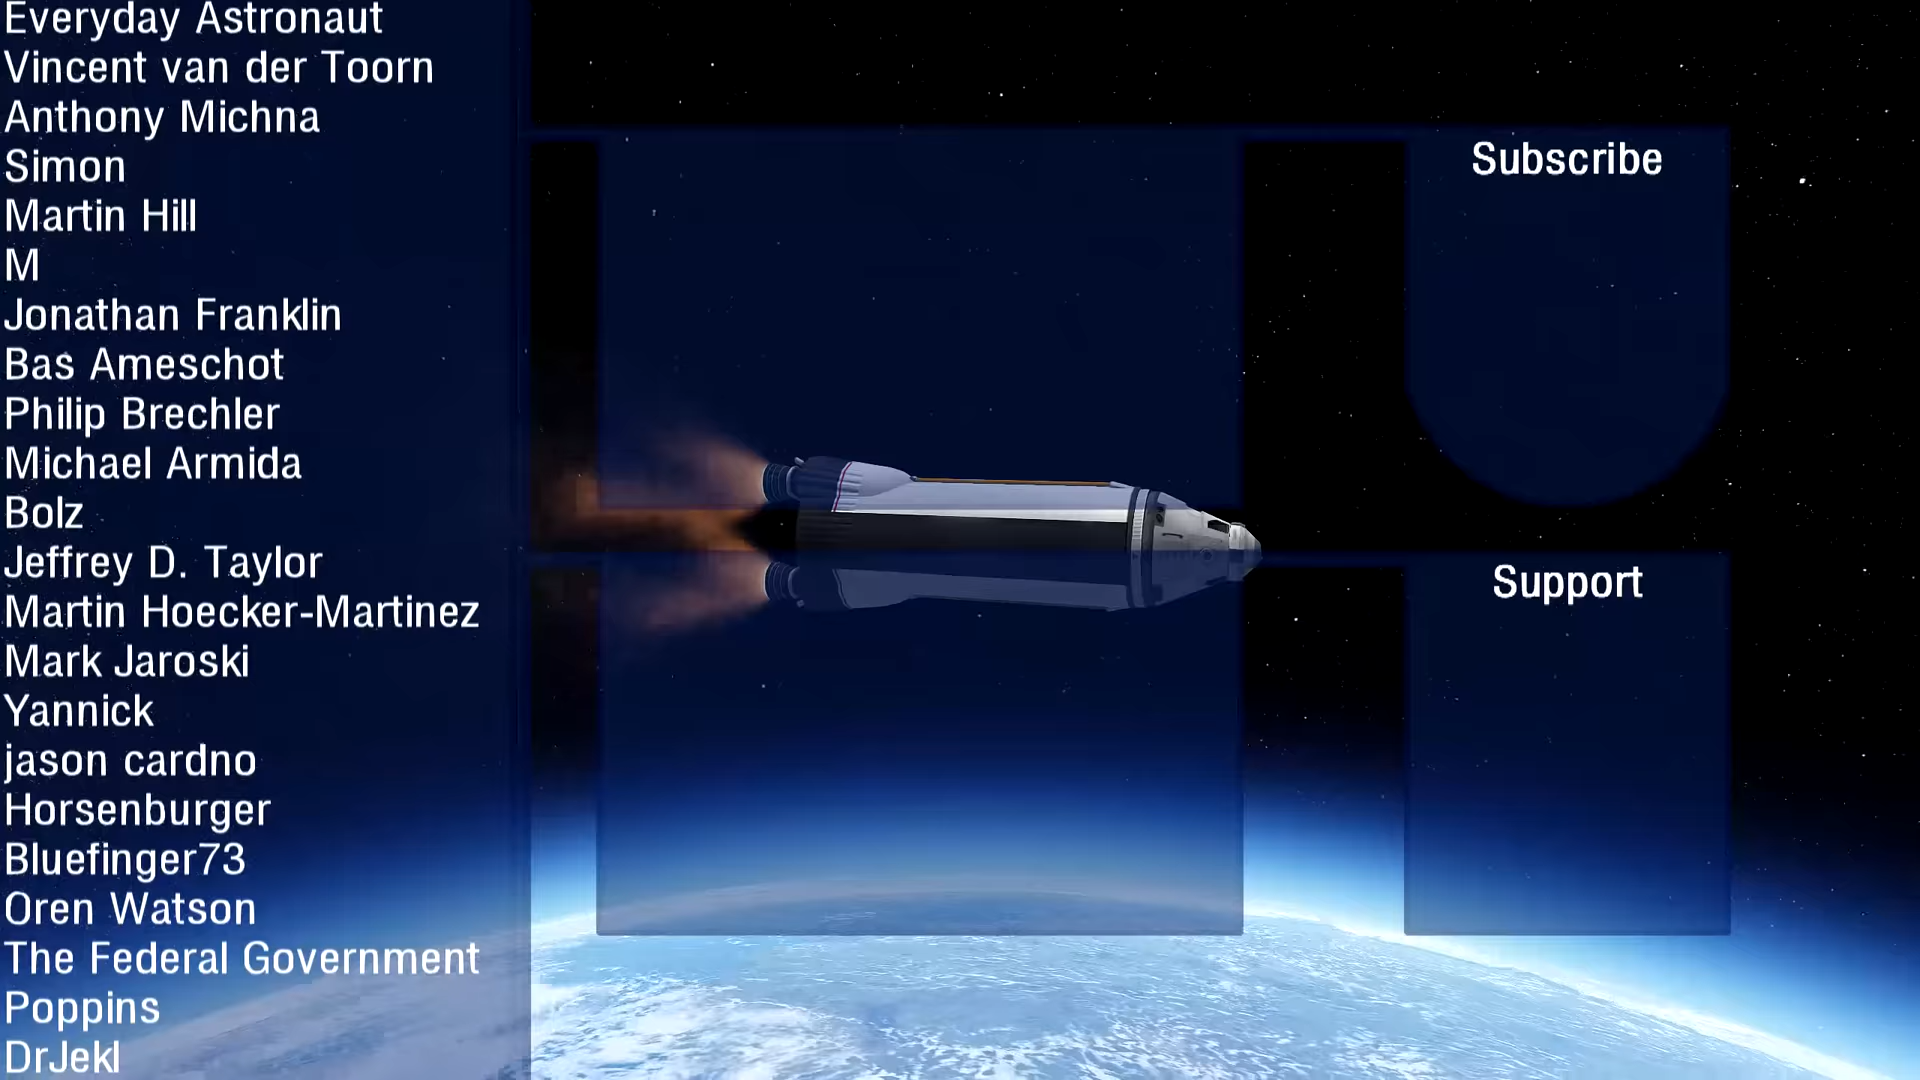 Everyday Astronaut
Vincent van der Toorn
Anthony Michna
Simon
Martin Hill
M
Jonathan Franklin
Bas Ameschot
Philip Brechler
Michael Armida
Bolz
Jeffrey D. Taylor
Martin Hoecker-Martinez
Mark Jaroski
Yannick
jason cardno
Horsenburger
Bluefinger73
Oren Watson
The Federal Government
Poppins
DrJekl
Subscribe
Support